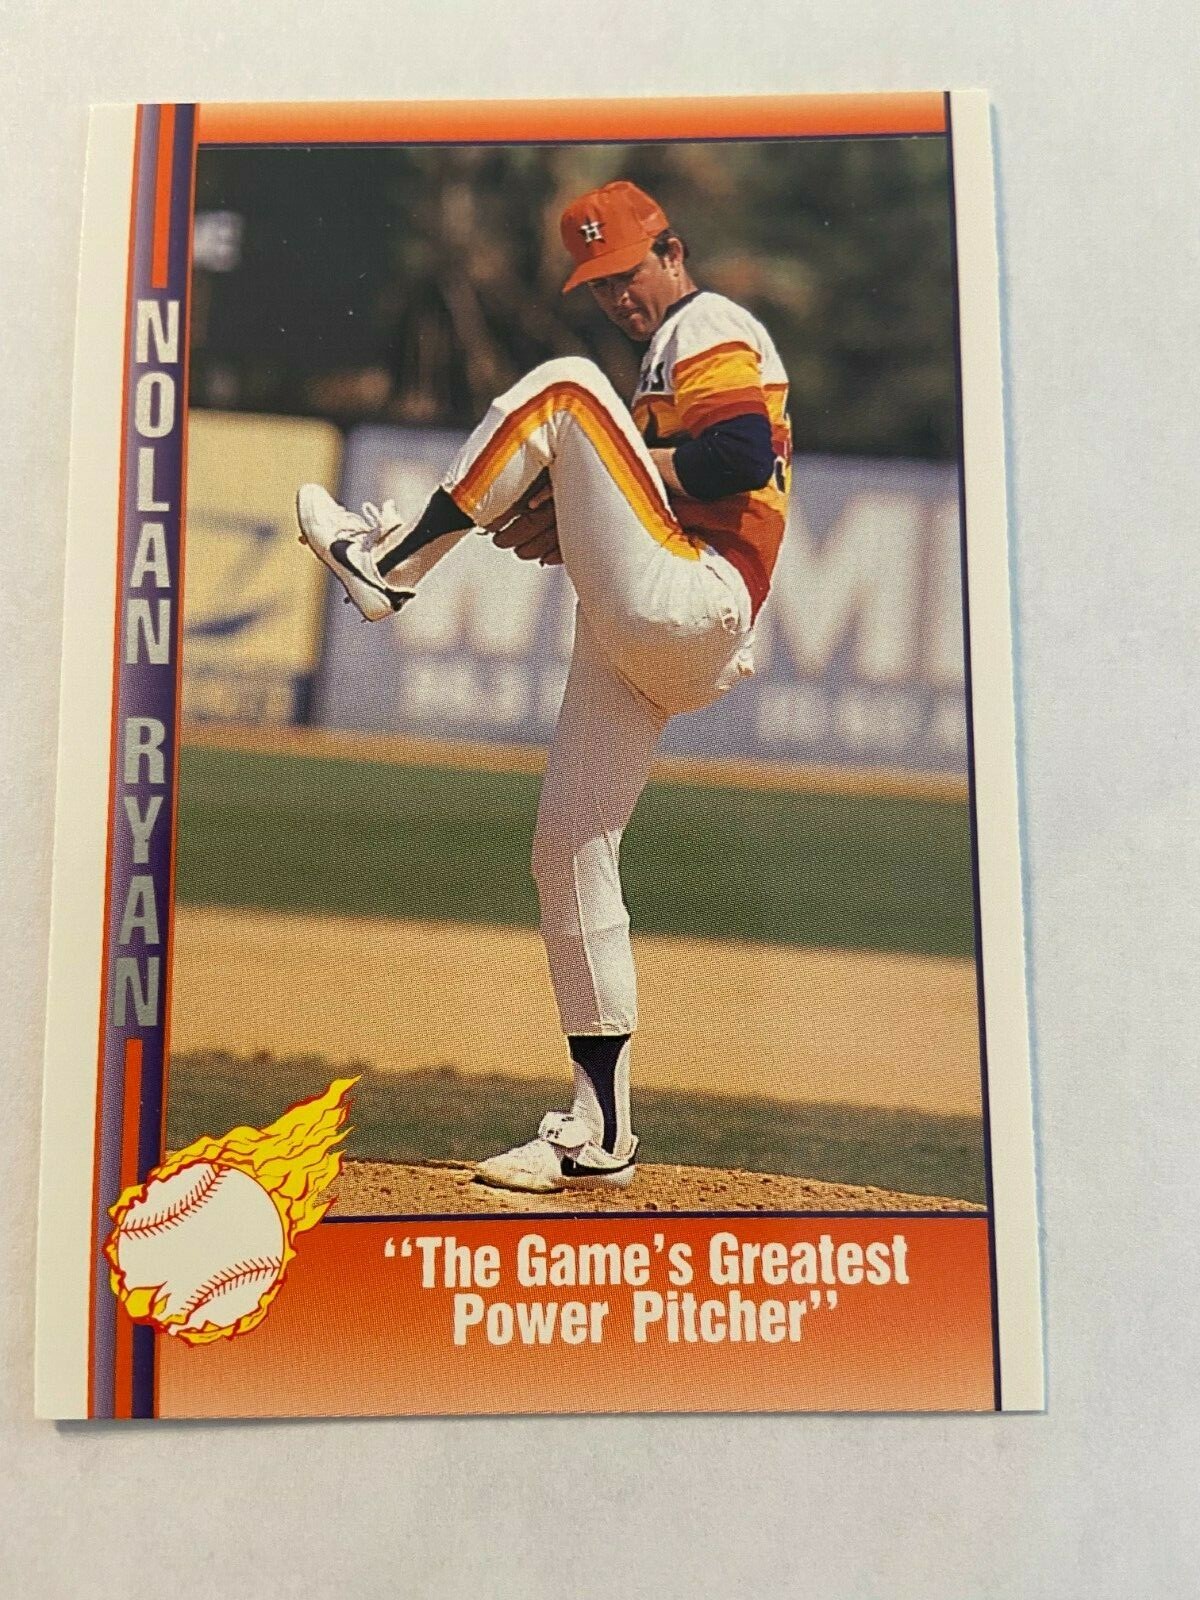 NOLAN RYAN
H
"The Game's Greatest
Power Pitcher"